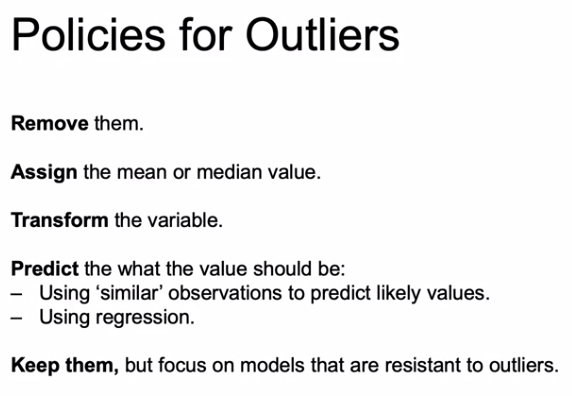 Policies for Outliers
Remove them.
Assign the mean or median value.
Transform the variable.
Predict the what the value should be:
– Using ‘similar’ observations to predict likely values.
– Using regression.
Keep them, but focus on models that are resistant to outliers.